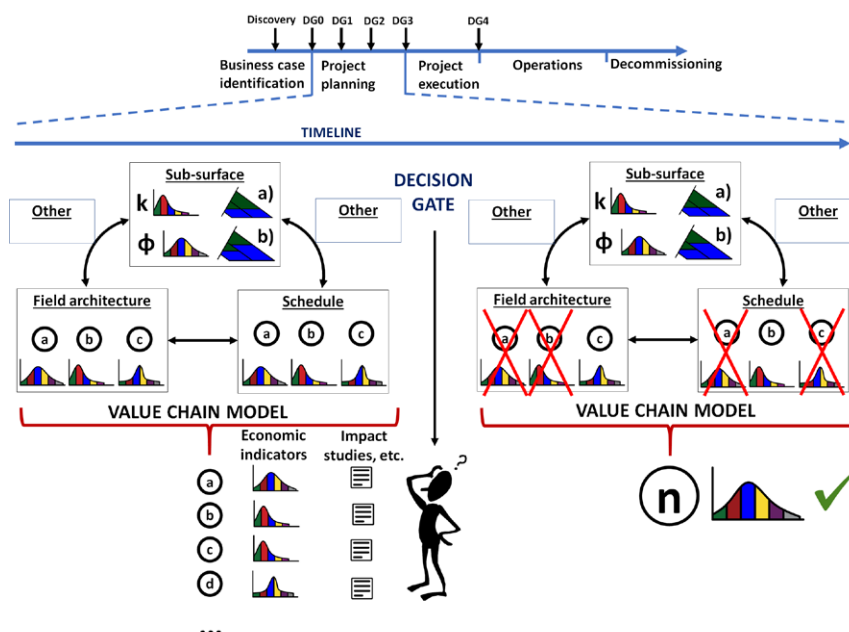 Discovery DG0 DG1 DG2 DG3 DG4
Business case identification
Project planning
Project execution
Operations
Decommissioning
TIMELINE
Other
Sub-surface
k
a)
ϕ
b)
Other
Field architecture
a b c
Schedule
a b c
VALUE CHAIN MODEL
Economic indicators
Impact studies, etc.
a
b
c
d
...
DECISION
GATE
?
Other
Sub-surface
k
a)
ϕ
b)
Other
Field architecture
a b c
Schedule
a b c
VALUE CHAIN MODEL
n